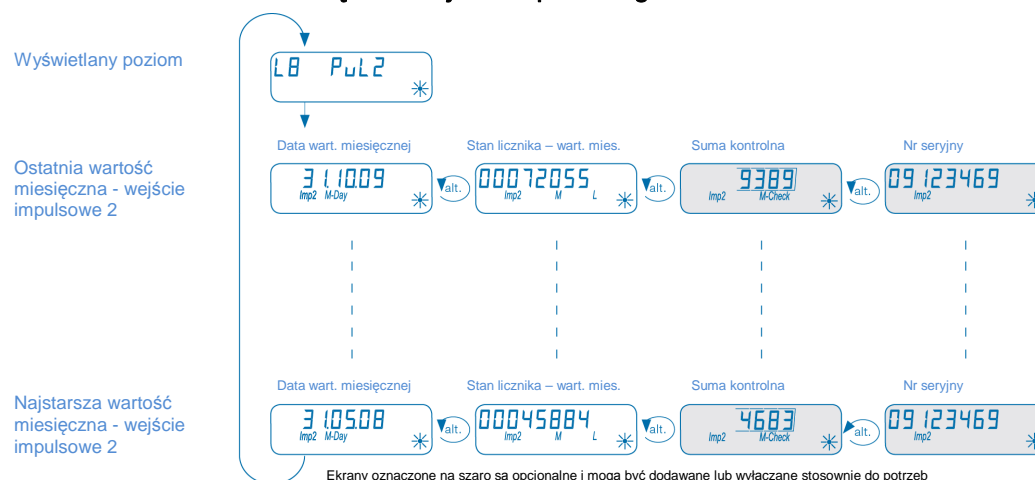 Wyświetlany poziom
L8 PuL2
Data wart. miesięcznej
Stan licznika – wart. mies.
Suma kontrolna
Nr seryjny
Ostatnia wartość
miesięczna - wejście
impulsowe 2
31.10.09
Imp2 M-Day
alt.
00072055
Imp2 M L
alt.
9389
Imp2 M-Check
alt.
09123469
Imp2
Data wart. miesięcznej
Stan licznika – wart. mies.
Suma kontrolna
Nr seryjny
Najstarsza wartość
miesięczna - wejście
impulsowe 2
31.05.08
Imp2 M-Day
alt.
00045884
Imp2 M L
alt.
4683
Imp2 M-Check
alt.
09123469
Imp2
Ekrany oznaczone na szaro są opcjonalne i mogą być dodawane lub wyłączane stosownie do potrzeb